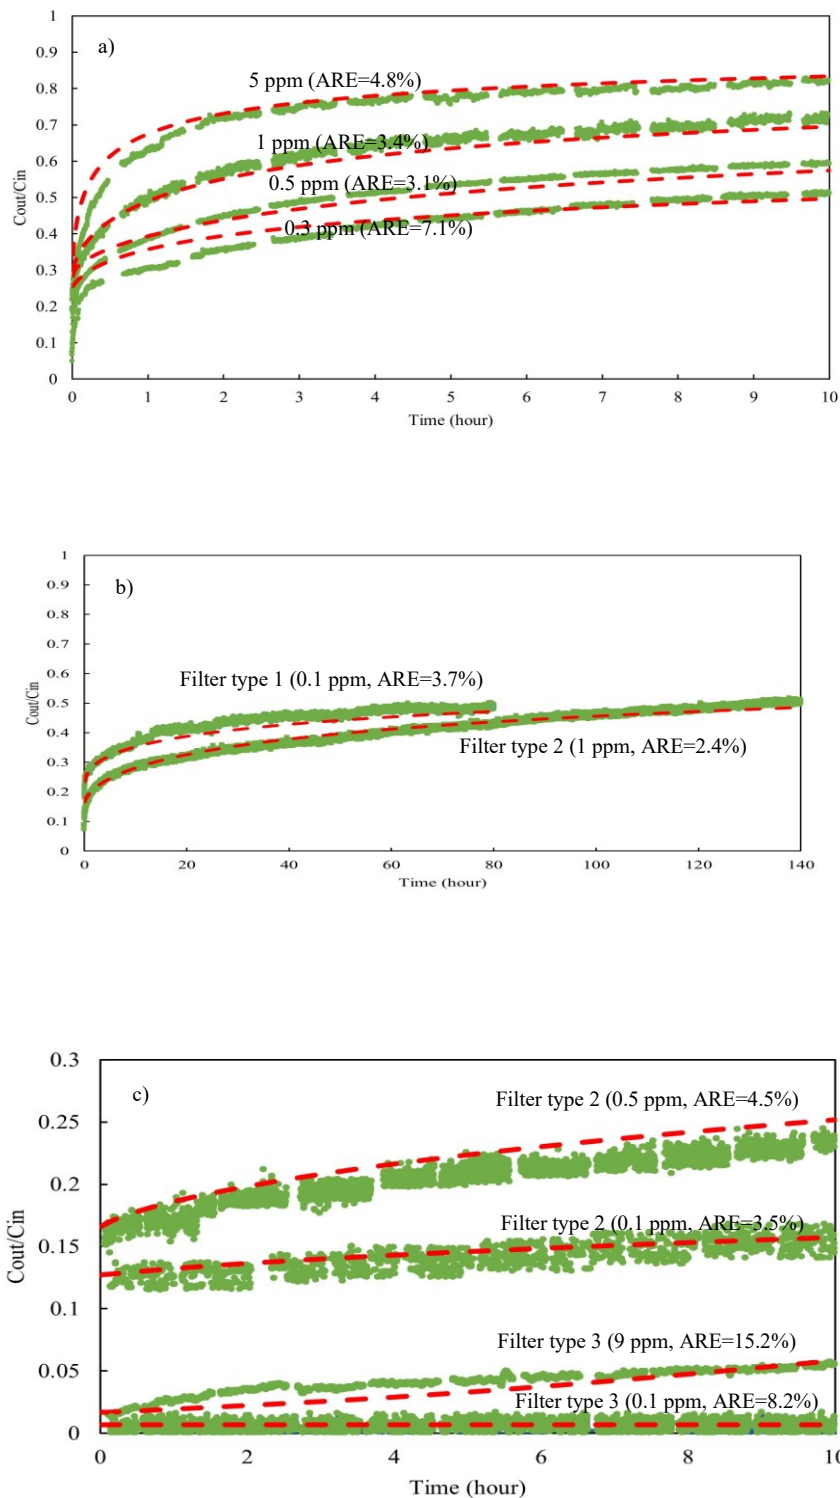 1
a)
0.9
5 ppm (ARE=4.8%)
0.8
0.7
1 ppm (ARE=3.4%)
0.6
0.5 ppm (ARE=3.1%)
0.5
Cout/Cin
0.4
0.3 ppm (ARE=7.1%)
0.3
0.2
0.1
0
0 1 2 3 4 5 6 7 8 9 10
Time (hour)
1
0.9
b)
0.8
0.7
0.6
Filter type 1 (0.1 ppm, ARE=3.7%)
0.5
Cout/Cin
0.4
Filter type 2 (1 ppm, ARE=2.4%)
0.3
0.2
0.1
0
0 20 40 60 80 100 120 140
Time (hour)
0.3
c)
Filter type 2 (0.5 ppm, ARE=4.5%)
0.25
0.2
Filter type 2 (0.1 ppm, ARE=3.5%)
0.15
Cout/Cin
0.1
Filter type 3 (9 ppm, ARE=15.2%)
0.05
Filter type 3 (0.1 ppm, ARE=8.2%)
0
0 2 4 6 8 10
Time (hour)